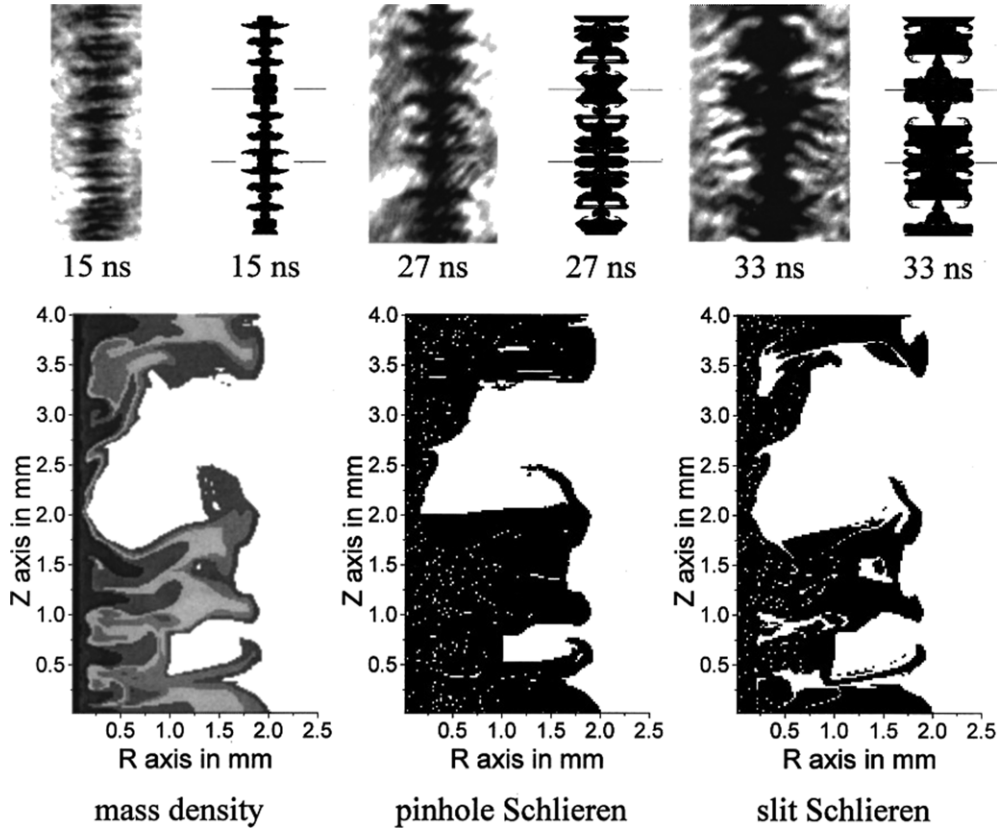 15 ns 15 ns 27 ns 27 ns 33 ns 33 ns
4.0 4.0 4.0
3.5 3.5 3.5
3.0 3.0 3.0
2.5 2.5 2.5
2.0 2.0 2.0
1.5 1.5 1.5
1.0 1.0 1.0
0.5 0.5 0.5
Z axis in mm Z axis in mm Z axis in mm
0.5 1.0 1.5 2.0 2.5 0.5 1.0 1.5 2.0 2.5 0.5 1.0 1.5 2.0 2.5
R axis in mm R axis in mm R axis in mm
mass density pinhole Schlieren slit Schlieren